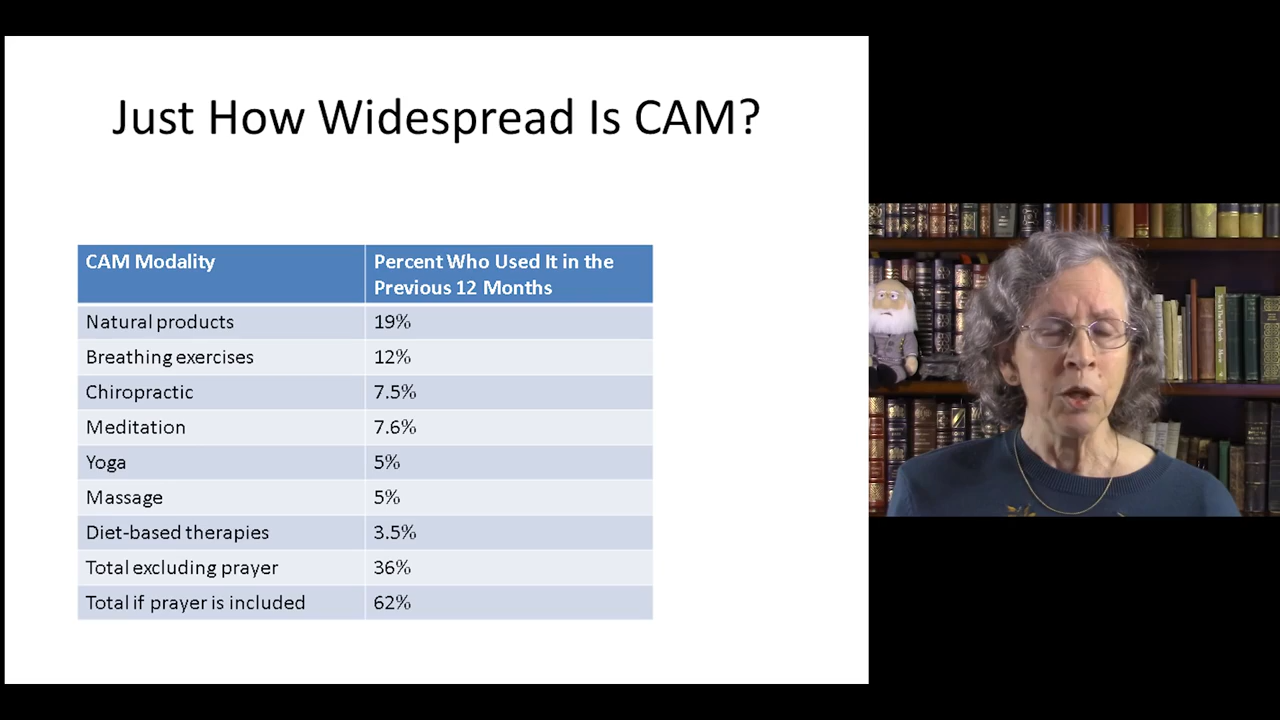 Just How Widespread Is CAM?
CAM Modality
Percent Who Used It in the
Previous 12 Months
Natural products 19%
Breathing exercises 12%
Chiropractic 7.5%
Meditation 7.6%
Yoga 5%
Massage 5%
Diet-based therapies 3.5%
Total excluding prayer 36%
Total if prayer is included 62%